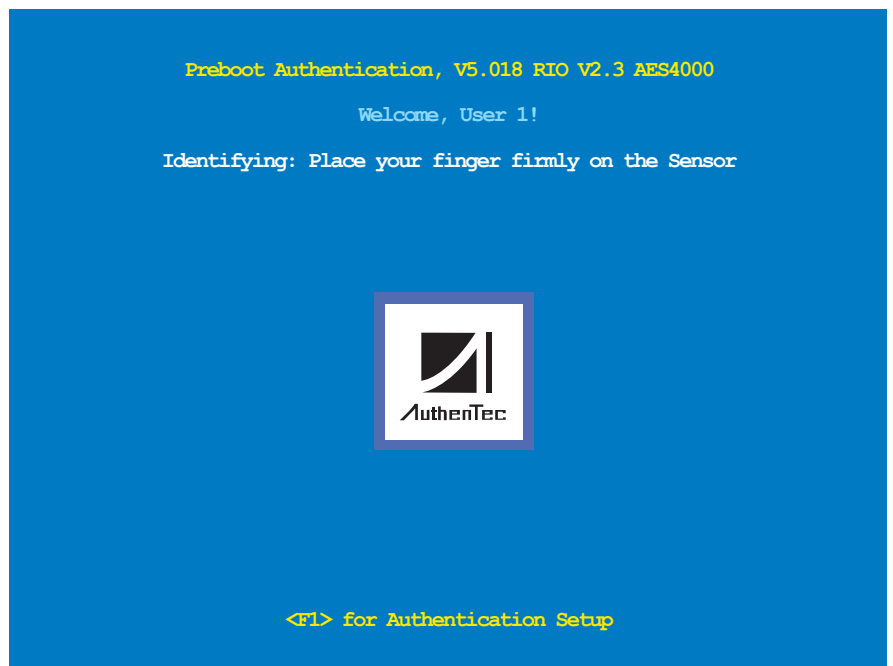 Preboot Authentication, V5.018 RIO V2.3 AES4000
Welcome, User 1!
Identifying: Place your finger firmly on the Sensor
AuthenTec
<F1> for Authentication Setup